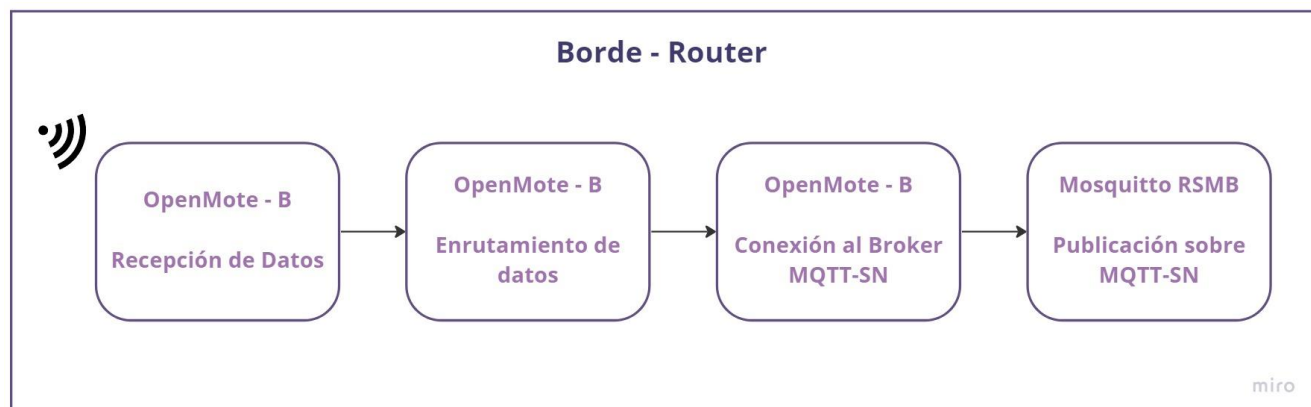 Borde - Router
OpenMote - B
Recepción de Datos
OpenMote - B
Enrutamiento de
datos
OpenMote - B
Conexión al Broker
MQTT-SN
Mosquitto RSMB
Publicación sobre
MQTT-SN
miro